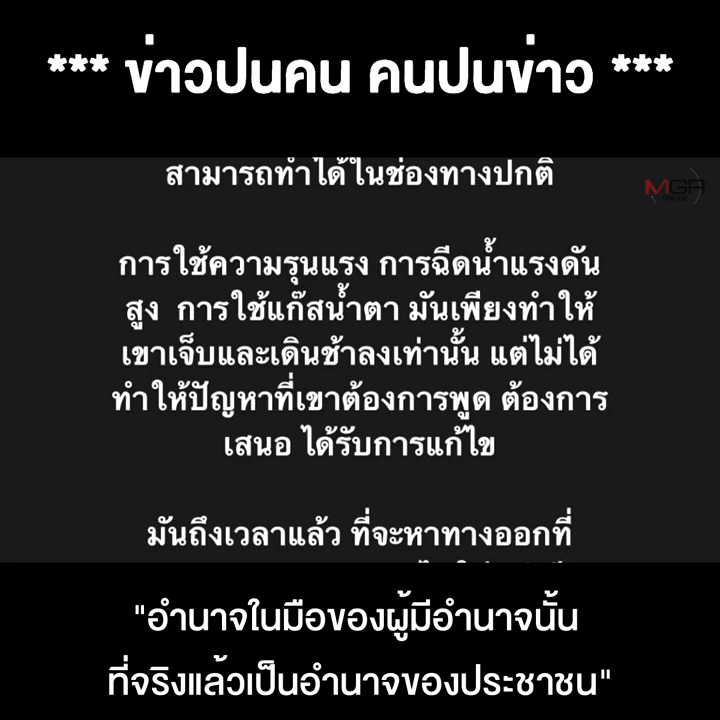 *** ข่าวปนคน คนปนข่าว ***
สามารถทำได้ในช่องทางปกติ
MGR
การใช้ความรุนแรง การฉีดน้ำแรงดัน
สูง การใช้แก๊สน้ำตา มันเพียงทำให้
เขาเจ็บและเดินช้าลงเท่านั้น แต่ไม่ได้
ทำให้ปัญหาที่เขาต้องการพูด ต้องการ
เสนอ ได้รับการแก้ไข
มันถึงเวลาแล้ว ที่จะหาทางออกที่
"อำนาจในมือของผู้มีอำนาจนั้น
ที่จริงแล้วเป็นอำนาจของประชาชน"